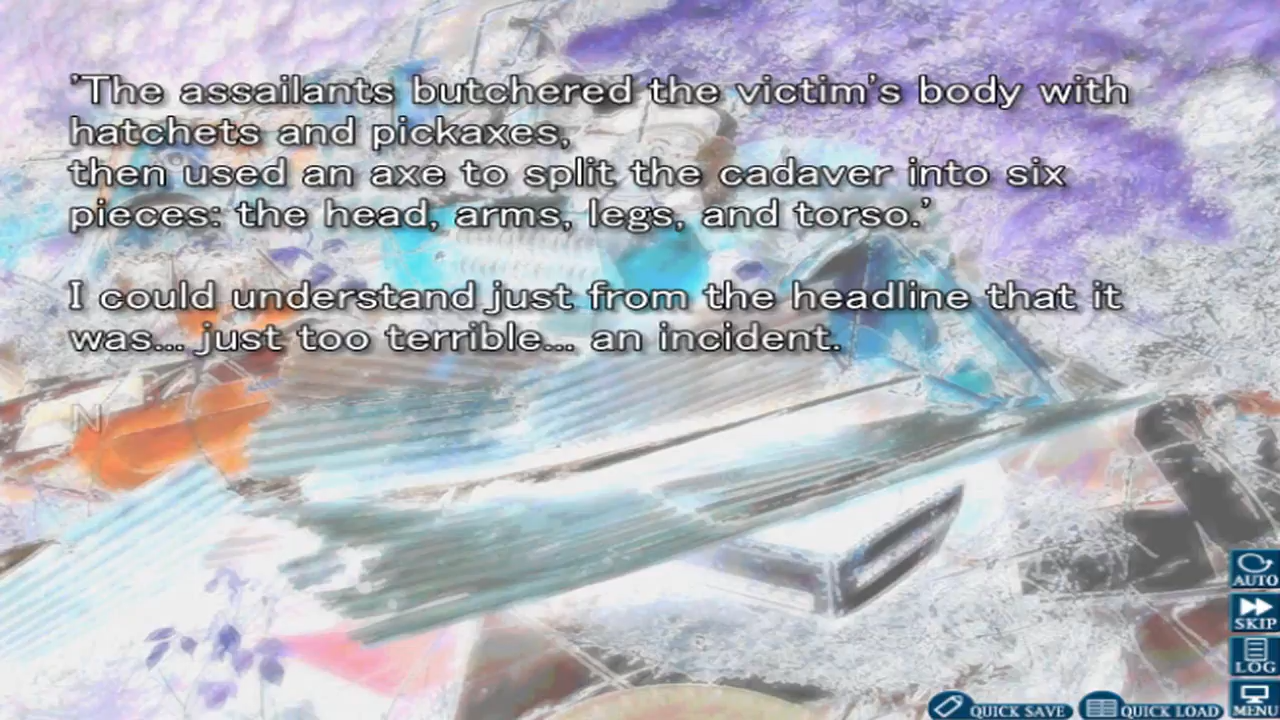 'The assailants butchered the victim's body with
hatchets and pickaxes,
then used an axe to split the cadaver into six
pieces: the head, arms, legs, and torso.'
I could understand just from the headline that it
was... just too terrible... an incident.
N
AUTO
SKIP
LOG
MENU
QUICK SAVE
QUICK LOAD